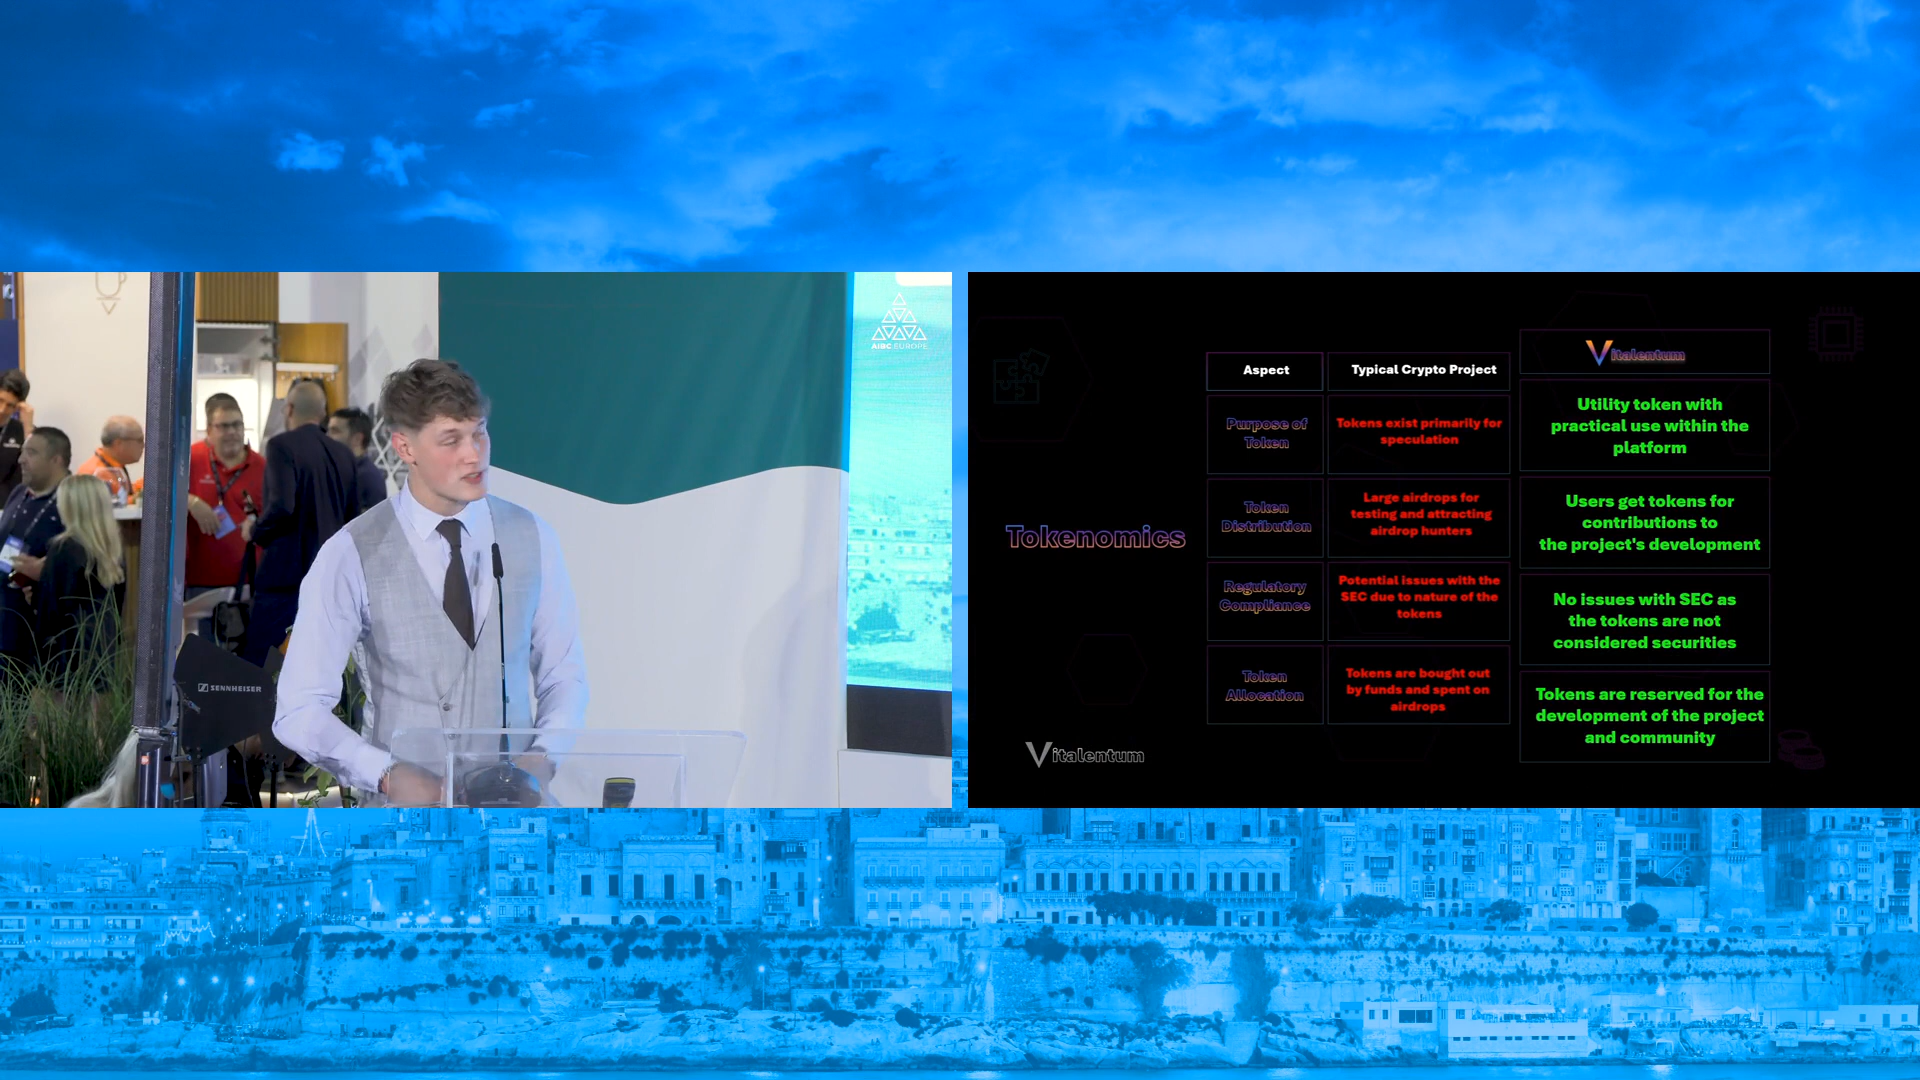 AIBC EUROPE
SENNHEISER
Tokenomics
Vitalentum
Aspect
Typical Crypto Project
Vitalentum
Purpose of
Token
Tokens exist primarily for
speculation
Utility token with
practical use within the
platform
Token
Distribution
Large airdrops for
testing and attracting
airdrop hunters
Users get tokens for
contributions to
the project's development
Regulatory
Compliance
Potential issues with the
SEC due to nature of the
tokens
No issues with SEC as
the tokens are not
considered securities
Token
Allocation
Tokens are bought out
by funds and spent on
airdrops
Tokens are reserved for the
development of the project
and community